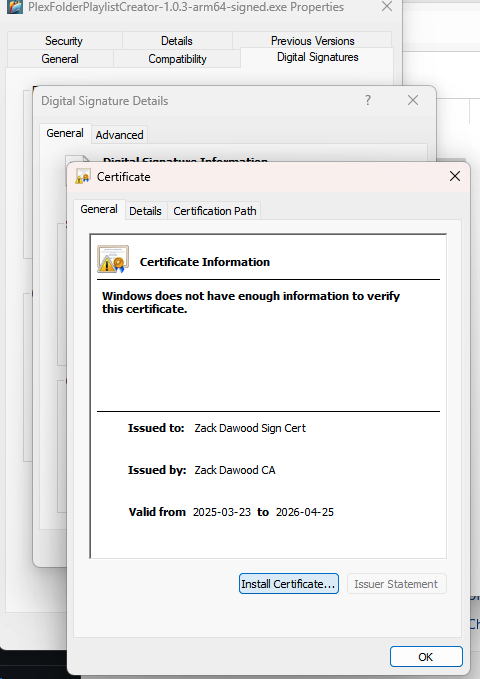 PlexFolderPlaylistCreator-1.0.3-arm64-signed.exe Properties
Security Details Previous Versions
General Compatibility Digital Signatures
Digital Signature Details
General Advanced
Digital Signature Information
Certificate
General Details Certification Path
Certificate Information
Windows does not have enough information to verify
this certificate.
Issued to: Zack Dawood Sign Cert
Issued by: Zack Dawood CA
Valid from 2025-03-23 to 2026-04-25
Install Certificate... Issuer Statement
OK